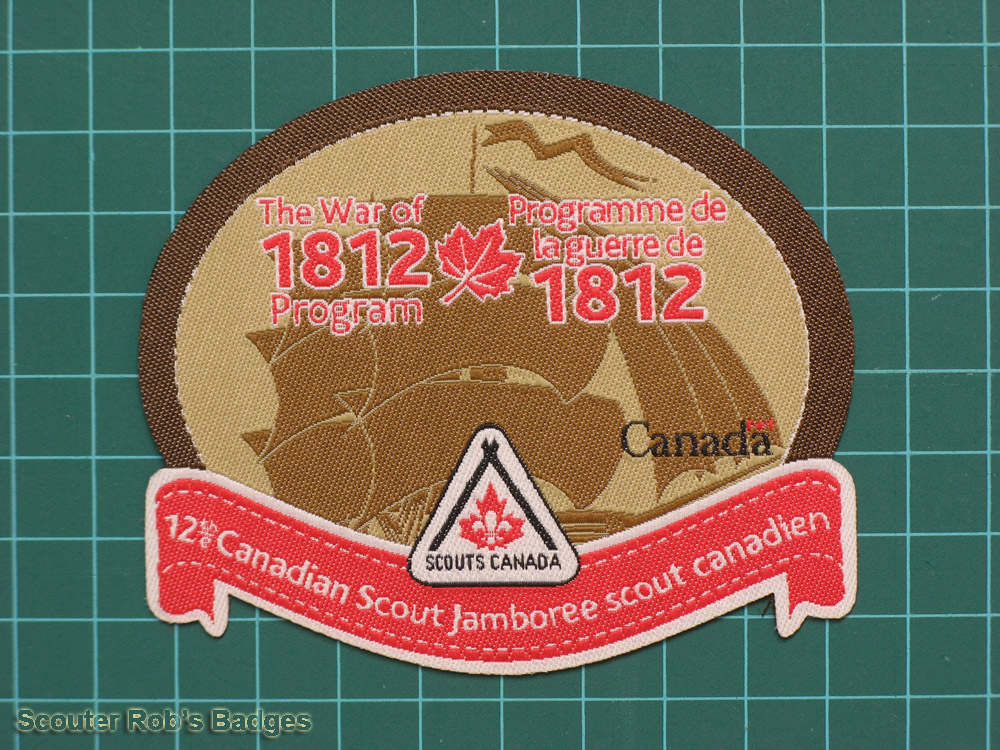 The War of
1812
Program
Programme de
la guerre de
1812
Canada
SCOUTS CANADA
12th/e Canadian Scout Jamboree scout canadien
Scouter Rob's Badges